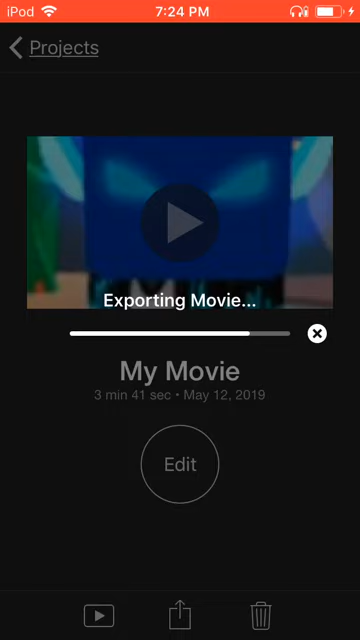 iPod 7:24 PM
Projects
Exporting Movie...
My Movie
3 min 41 sec • May 12, 2019
Edit